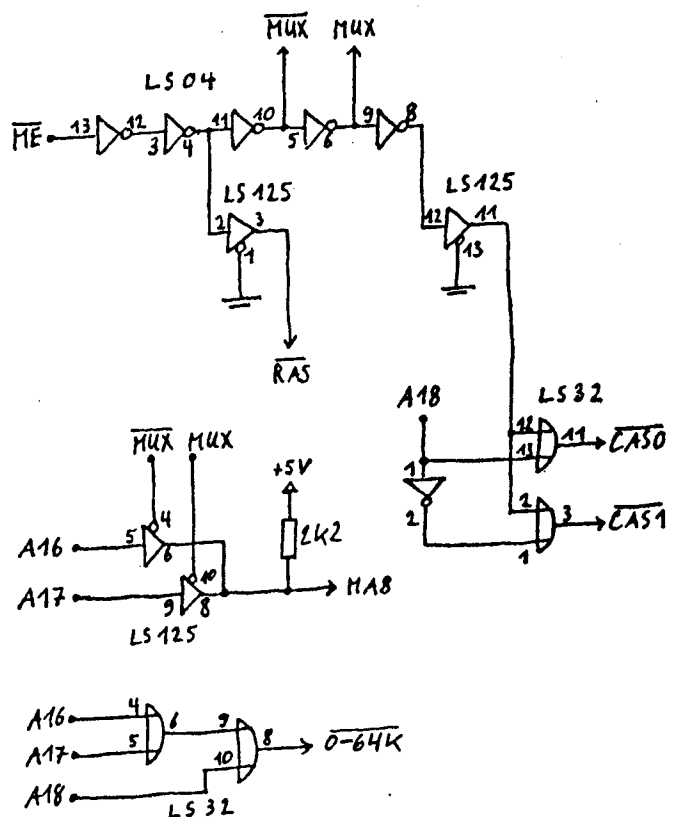 MUX MUX
LS04
ME 13 12 3 4 11 10 5 6 9 8
LS125 LS125
2 3 12 11
1 13
RAS
A18 LS32
12 11 CAS0
13
MUX MUX
+5V 1
4 2K2 2 2 3 CAS1
A16 5 6 1
10
A17 9 8 MA8
LS125
A16 4 6 9 8 0-64K
A17 5 10
A18
LS32